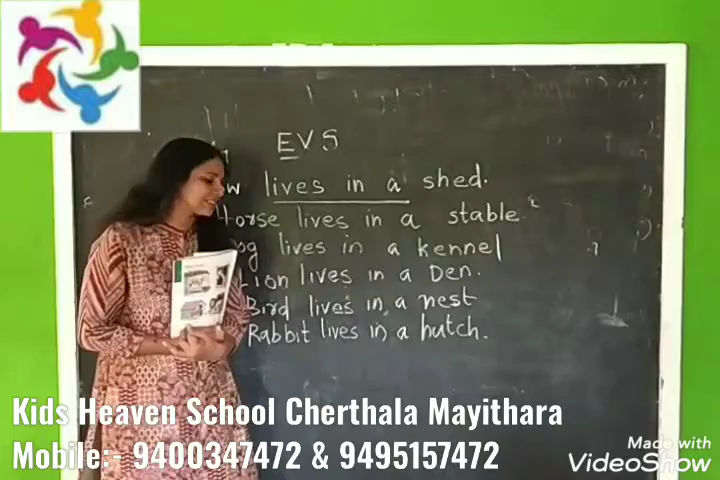 EVS
w lives in a shed.
Horse lives in a stable
og lives in a kennel
Lion lives in a Den.
Bird lives in a nest
Rabbit lives in a hutch.
Kids Heaven School Cherthala Mayithara
Mobile:- 9400347472 & 9495157472
Made with
VideoShow